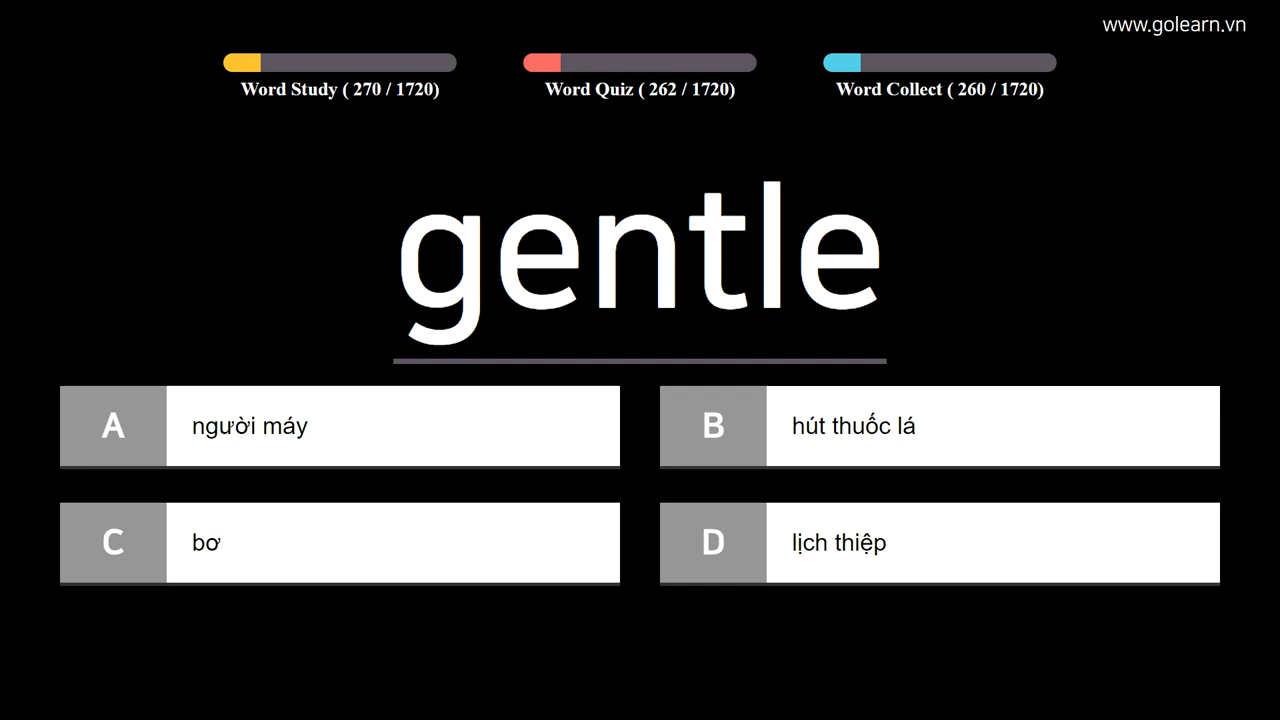 www.golearn.vn
Word Study ( 270 / 1720)
Word Quiz ( 262 / 1720)
Word Collect ( 260 / 1720)
gentle
A người máy
B hút thuốc lá
C bơ
D lịch thiệp